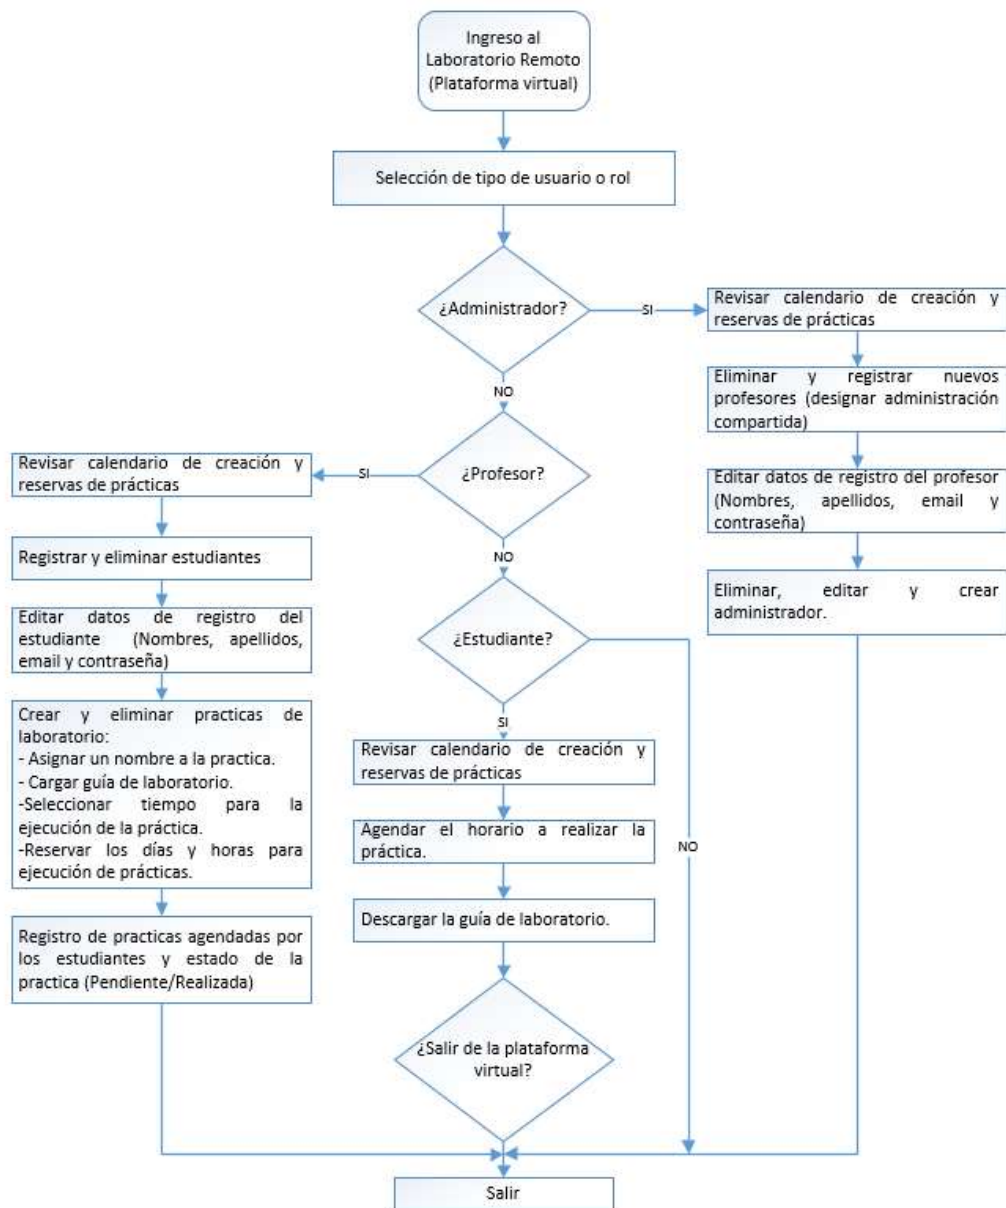 Ingreso al
Laboratorio Remoto
(Plataforma virtual)
Selección de tipo de usuario o rol
¿Administrador?
SI
Revisar calendario de creación y
reservas de prácticas
Eliminar y registrar nuevos
profesores (designar administración
compartida)
Editar datos de registro del profesor
(Nombres, apellidos, email y
contraseña)
Eliminar, editar y crear
administrador.
NO
¿Profesor?
SI
Revisar calendario de creación y
reservas de prácticas
Registrar y eliminar estudiantes
Editar datos de registro del
estudiante (Nombres, apellidos,
email y contraseña)
Crear y eliminar practicas de
laboratorio:
- Asignar un nombre a la practica.
- Cargar guía de laboratorio.
-Seleccionar tiempo para la
ejecución de la práctica.
-Reservar los días y horas para
ejecución de prácticas.
Registro de practicas agendadas por
los estudiantes y estado de la
practica (Pendiente/Realizada)
NO
¿Estudiante?
SI
Revisar calendario de creación y
reservas de prácticas
Agendar el horario a realizar la
práctica.
Descargar la guía de laboratorio.
NO
¿Salir de la plataforma
virtual?
Salir